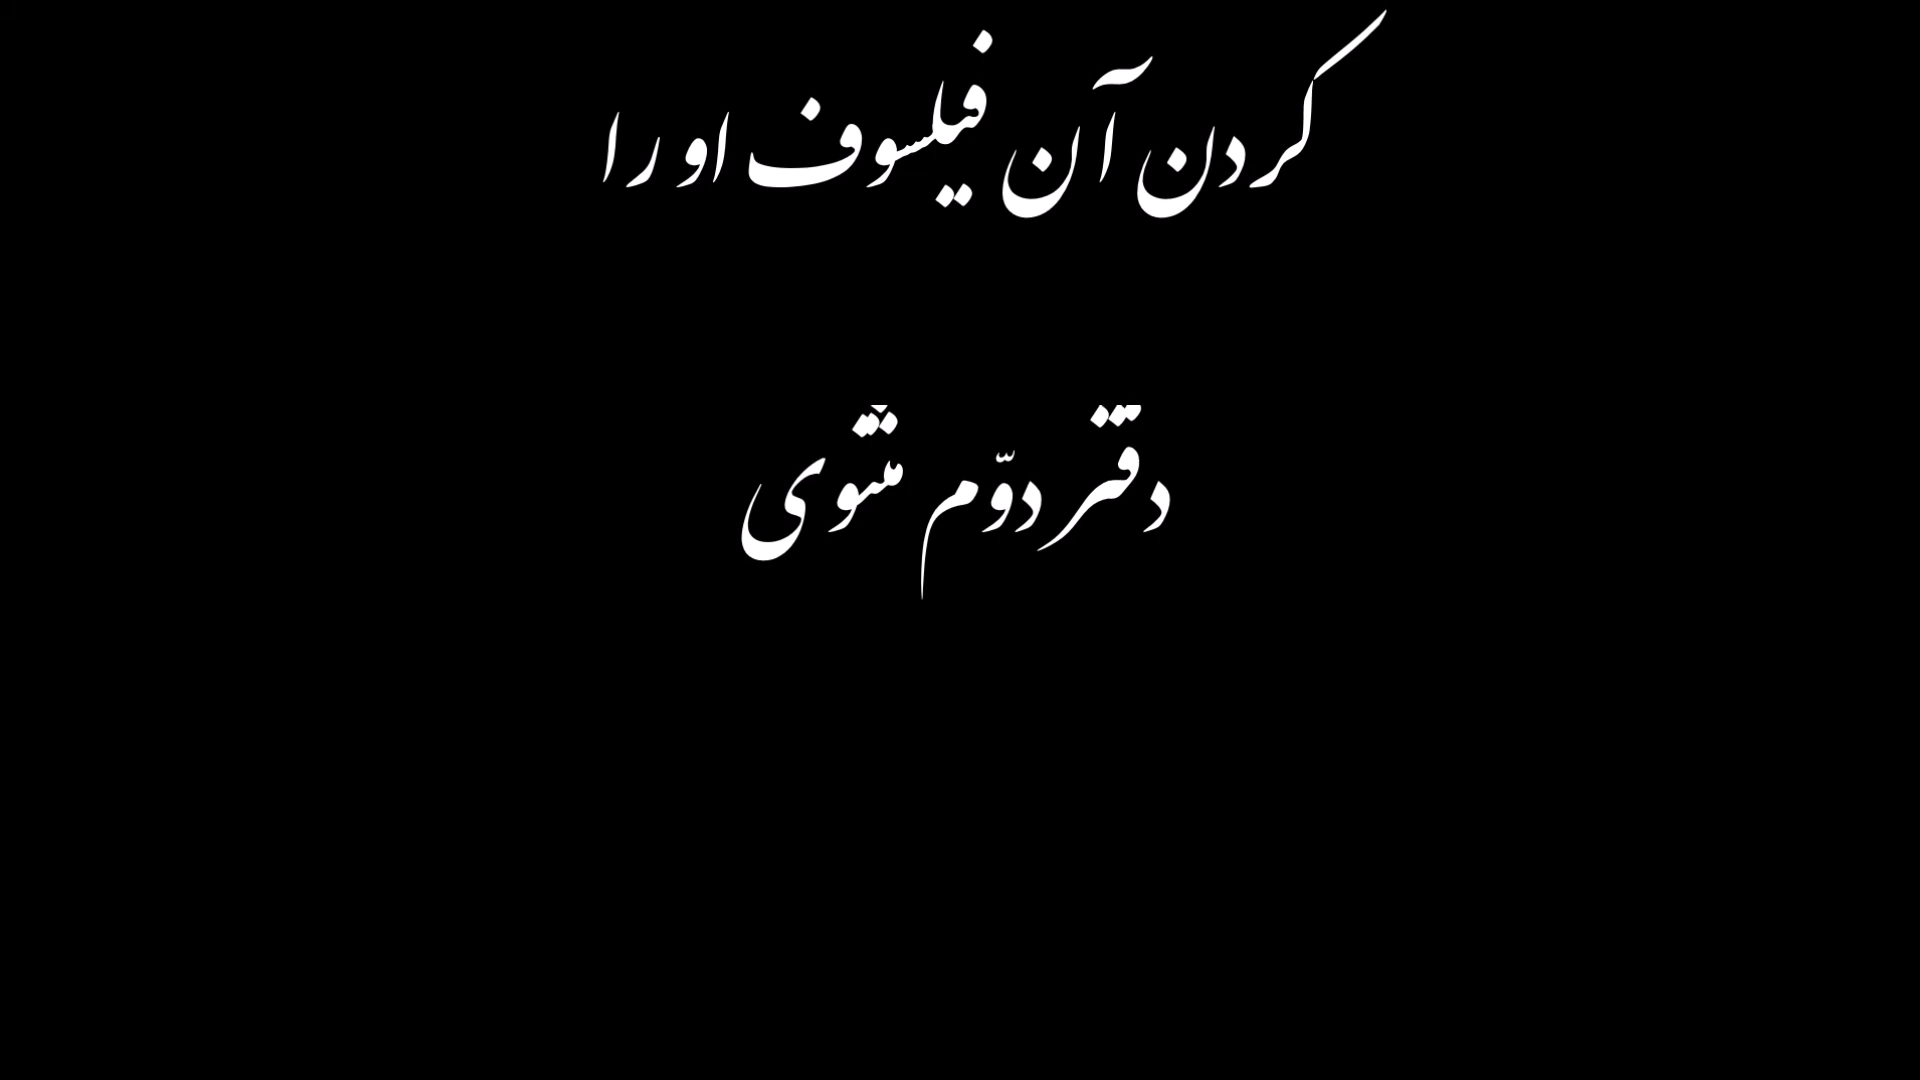 کردن آن فیلسوف او را
دفتر دوّم مثنوی